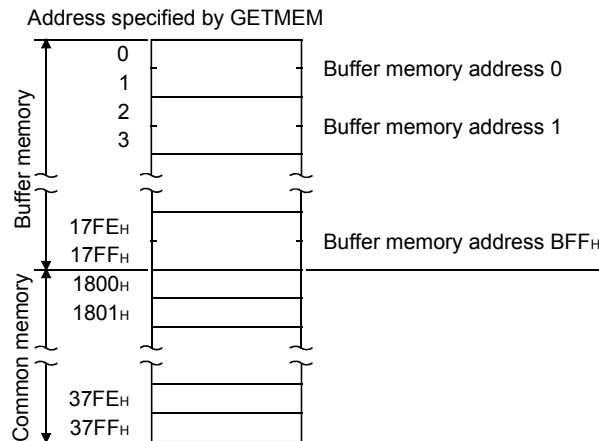 Address specified by GETMEM
0
Buffer memory address 0
1
2
Buffer memory address 1
3
Buffer memory
17FEH
17FFH
Buffer memory address BFFH
1800H
1801H
Common memory
37FEH
37FFH